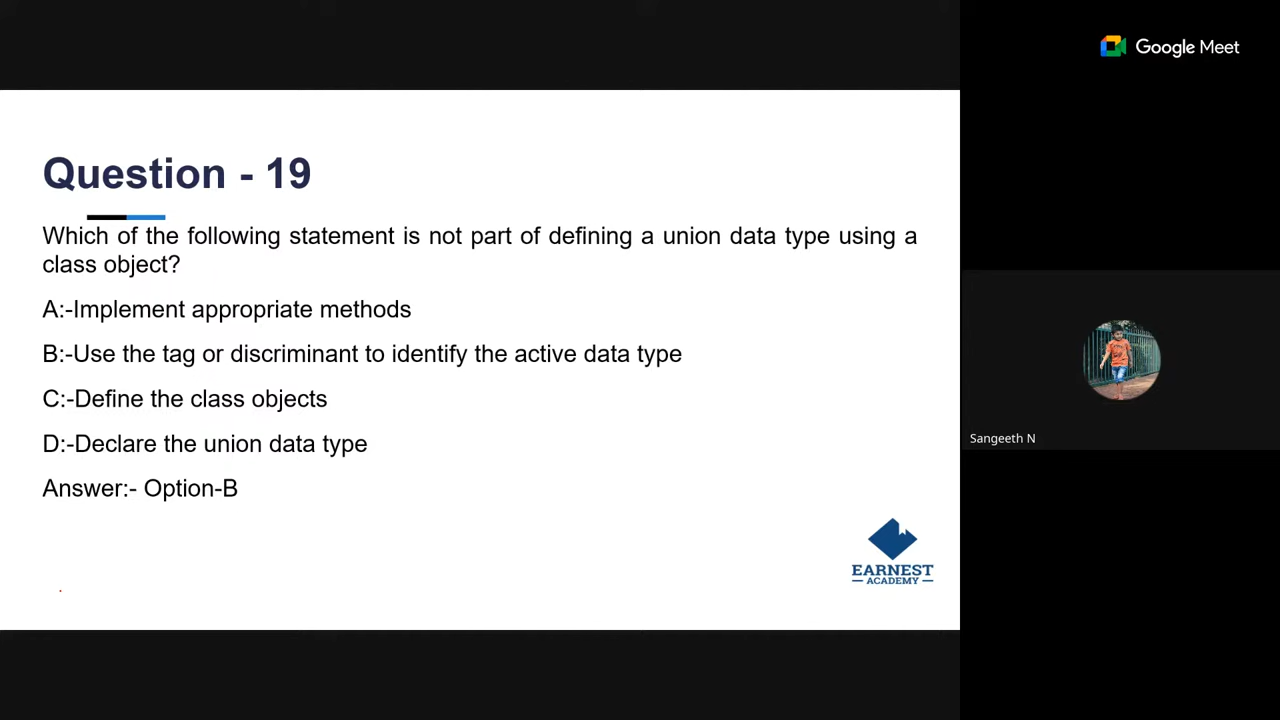 Google Meet
Question - 19
Which of the following statement is not part of defining a union data type using a
class object?
A:-Implement appropriate methods
B:-Use the tag or discriminant to identify the active data type
C:-Define the class objects
D:-Declare the union data type
Answer:- Option-B
EARNEST
ACADEMY
Sangeeth N